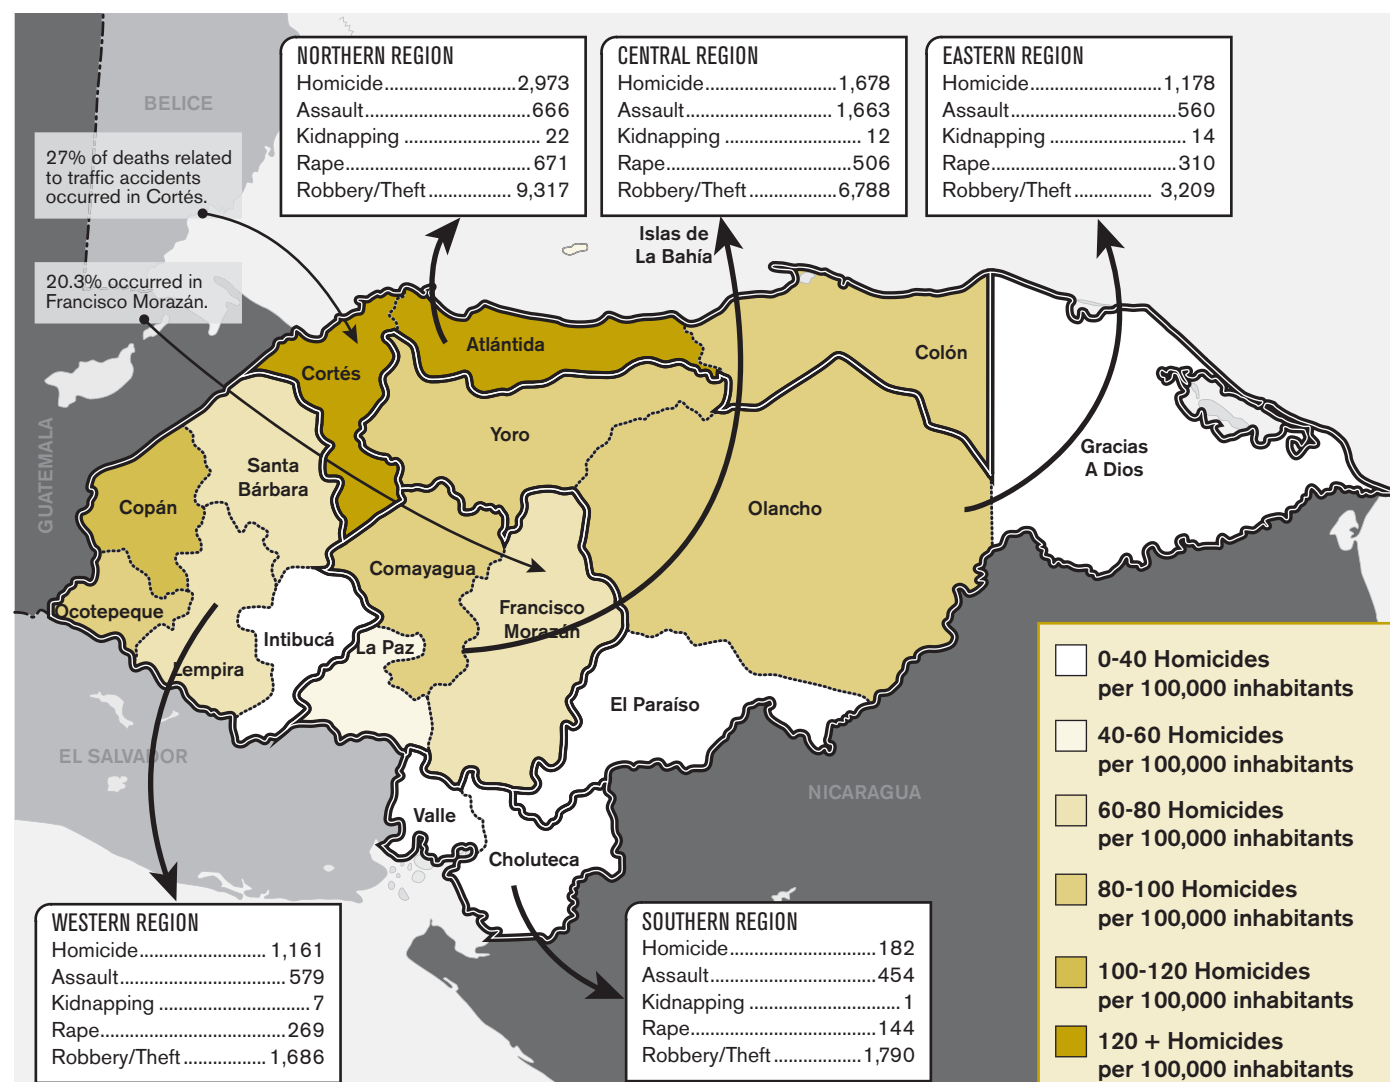 NORTHERN REGION
Homicide 2,973
Assault 666
Kidnapping 22
Rape 671
Robbery/Theft 9,317
CENTRAL REGION
Homicide 1,678
Assault 1,663
Kidnapping 12
Rape 506
Robbery/Theft 6,788
EASTERN REGION
Homicide 1,178
Assault 560
Kidnapping 14
Rape 310
Robbery/Theft 3,209
BELICE
27% of deaths related
to traffic accidents
occurred in Cortés.
20.3% occurred in
Francisco Morazán.
Islas de
La Bahía
Atlántida
Colón
Cortés
Yoro
Gracias
A Dios
GUATEMALA
Santa
Bárbara
Copán
Olancho
Comayagua
Ocotepeque
Francisco
Morazán
Intibucá
La Paz
Lempira
El Paraíso
EL SALVADOR
NICARAGUA
Valle
Choluteca
0-40 Homicides
per 100,000 inhabitants
40-60 Homicides
per 100,000 inhabitants
60-80 Homicides
per 100,000 inhabitants
80-100 Homicides
per 100,000 inhabitants
100-120 Homicides
per 100,000 inhabitants
120 + Homicides
per 100,000 inhabitants
WESTERN REGION
Homicide 1,161
Assault 579
Kidnapping 7
Rape 269
Robbery/Theft 1,686
SOUTHERN REGION
Homicide 182
Assault 454
Kidnapping 1
Rape 144
Robbery/Theft 1,790